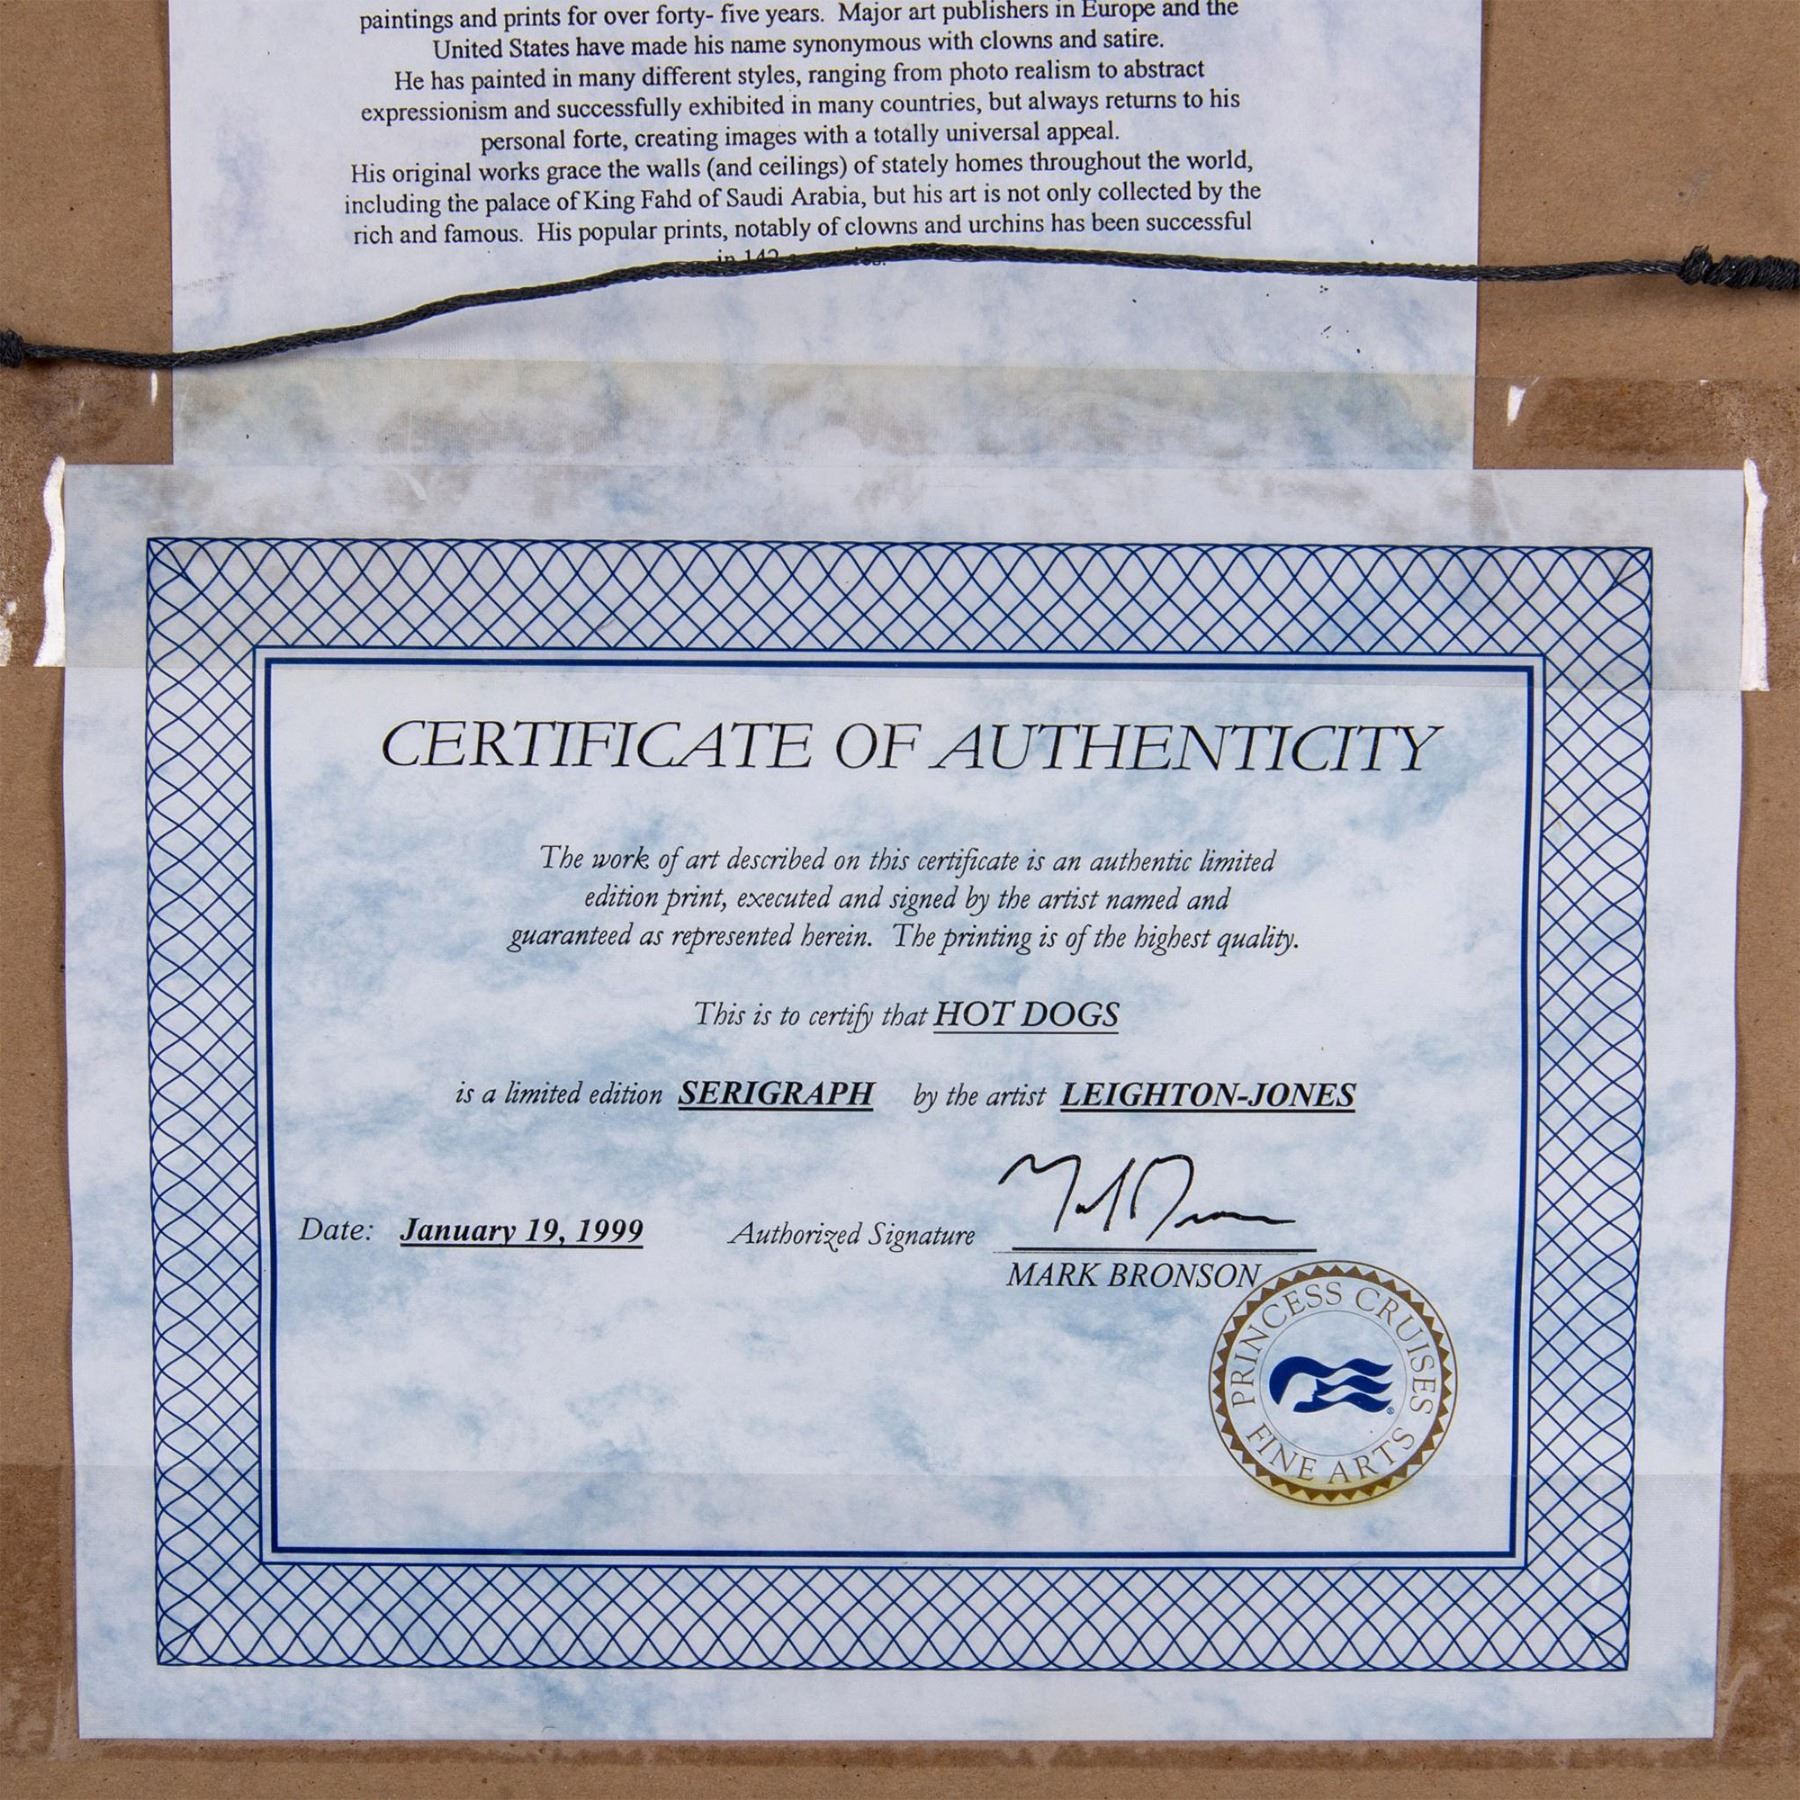 paintings and prints for over forty- five years. Major art publishers in Europe and the
United States have made his name synonymous with clowns and satire.
He has painted in many different styles, ranging from photo realism to abstract
expressionism and successfully exhibited in many countries, but always returns to his
personal forte, creating images with a totally universal appeal.
His original works grace the walls (and ceilings) of stately homes throughout the world,
including the palace of King Fahd of Saudi Arabia, but his art is not only collected by the
rich and famous. His popular prints, notably of clowns and urchins has been successful
in 142
CERTIFICATE OF AUTHENTICITY
The work of art described on this certificate is an authentic limited
edition print, executed and signed by the artist named and
guaranteed as represented herein. The printing is of the highest quality.
This is to certify that HOT DOGS
is a limited edition SERIGRAPH by the artist LEIGHTON-JONES
Date: January 19, 1999 Authorized Signature
MARK BRONSON
PRINCESS CRUISES
FINE ARTS